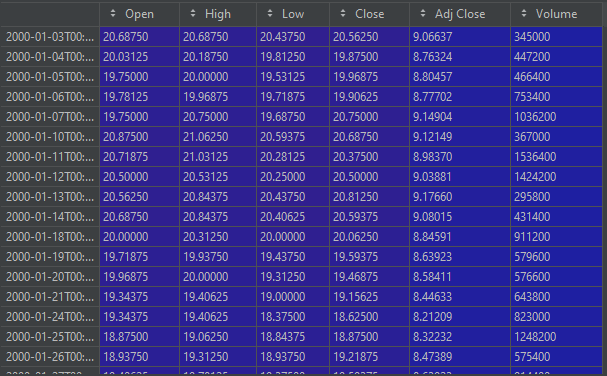 Open High Low Close Adj Close Volume
2000-01-03T00:... 20.68750 20.68750 20.43750 20.56250 9.06637 345000
2000-01-04T00:... 20.03125 20.18750 19.81250 19.87500 8.76324 447200
2000-01-05T00:... 19.75000 20.00000 19.53125 19.96875 8.80457 466400
2000-01-06T00:... 19.78125 19.96875 19.71875 19.90625 8.77702 753400
2000-01-07T00:... 19.75000 20.75000 19.68750 20.75000 9.14904 1036200
2000-01-10T00:... 20.87500 21.06250 20.59375 20.68750 9.12149 367000
2000-01-11T00:... 20.71875 21.03125 20.28125 20.37500 8.98370 1536400
2000-01-12T00:... 20.50000 20.53125 20.25000 20.50000 9.03881 1424200
2000-01-13T00:... 20.56250 20.84375 20.43750 20.81250 9.17660 295800
2000-01-14T00:... 20.68750 20.84375 20.40625 20.59375 9.08015 431400
2000-01-18T00:... 20.00000 20.31250 20.00000 20.06250 8.84591 911200
2000-01-19T00:... 19.71875 19.93750 19.43750 19.59375 8.63923 579600
2000-01-20T00:... 19.96875 20.00000 19.31250 19.46875 8.58411 576600
2000-01-21T00:... 19.34375 19.40625 19.00000 19.15625 8.44633 643800
2000-01-24T00:... 19.34375 19.40625 18.37500 18.62500 8.21209 823000
2000-01-25T00:... 18.87500 19.06250 18.84375 18.87500 8.32232 1248200
2000-01-26T00:... 18.93750 19.31250 18.93750 19.21875 8.47389 575400